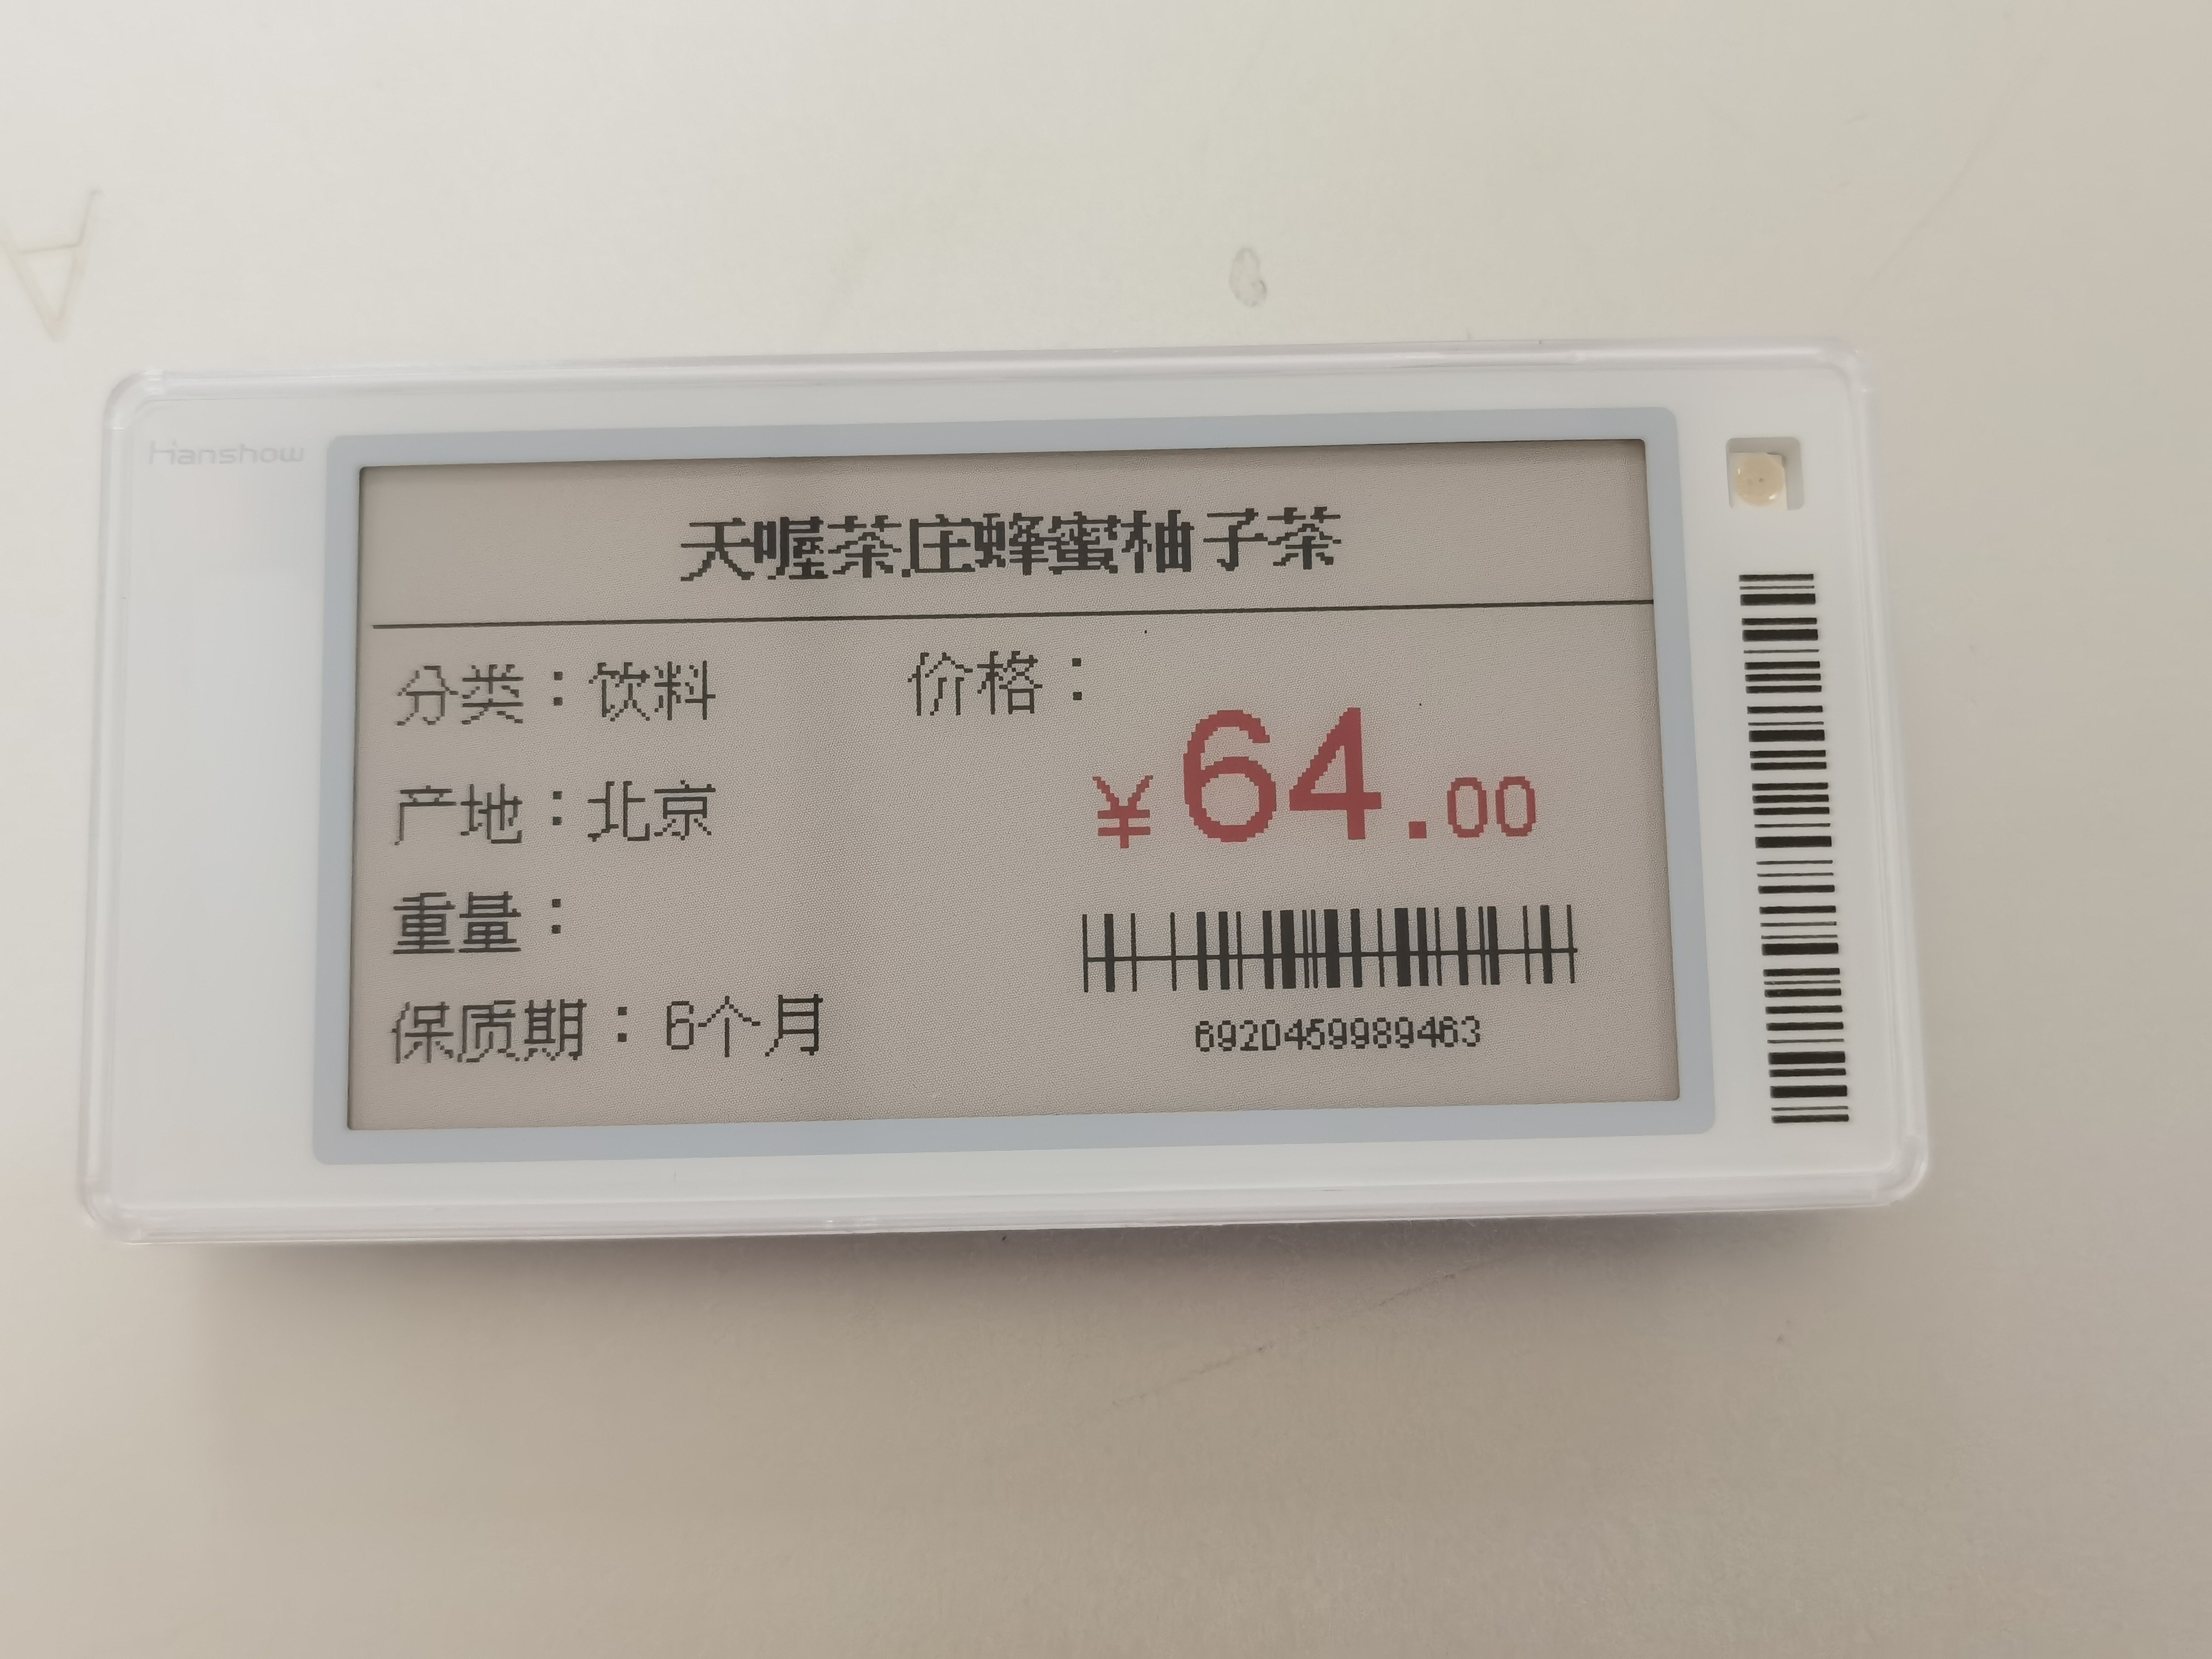 Hanshow
天喔茶庄蜂蜜柚子茶
分类：饮料
价格：
¥64.00
产地：北京
重量：
保质期：6个月
6920459989463